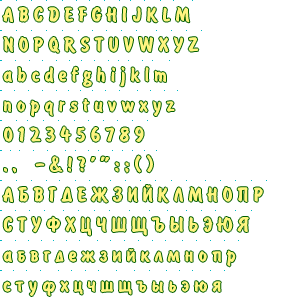 ABCDEFGHIJKLM
NOPQRSTUVWXYZ
abcdefghijklm
nopqrstuvwxyz
0123456789
.. -&!?'":;()
АБВГДЕЖЗИЙКЛМНОПР
СТУФХЦЧШЩЪЫЬЭЮЯ
абвгдежзийклмнопр
стуфхцчшщъыьэюя